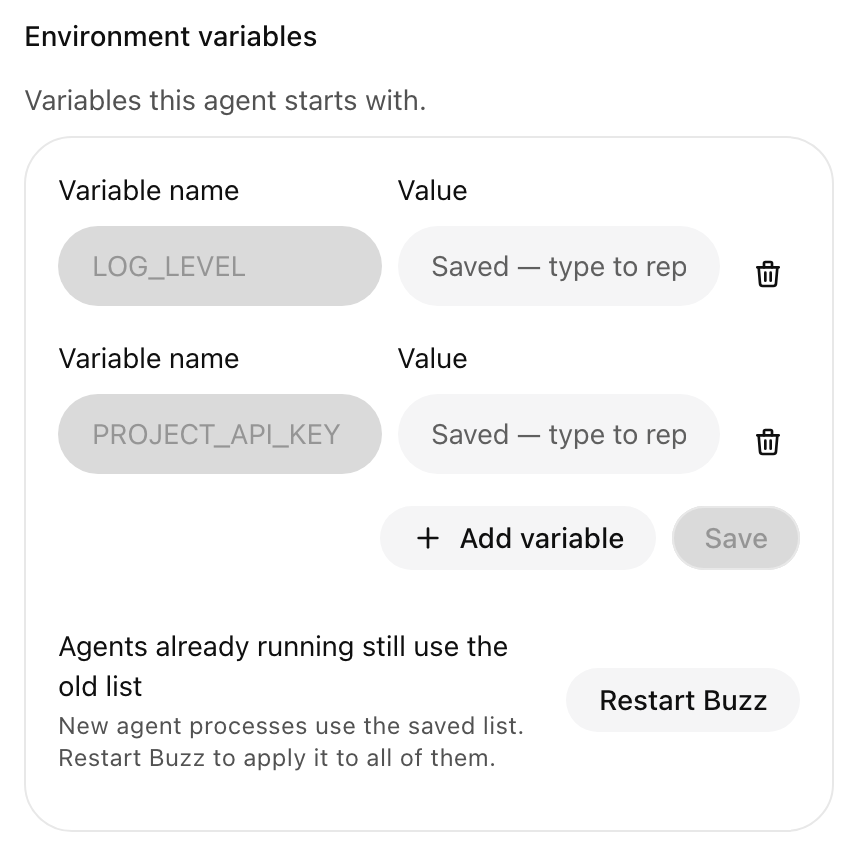 Environment variables
Variables this agent starts with.
Variable name Value
LOG_LEVEL Saved — type to rep
Variable name Value
PROJECT_API_KEY Saved — type to rep
+ Add variable Save
Agents already running still use the
old list
Restart Buzz
New agent processes use the saved list.
Restart Buzz to apply it to all of them.